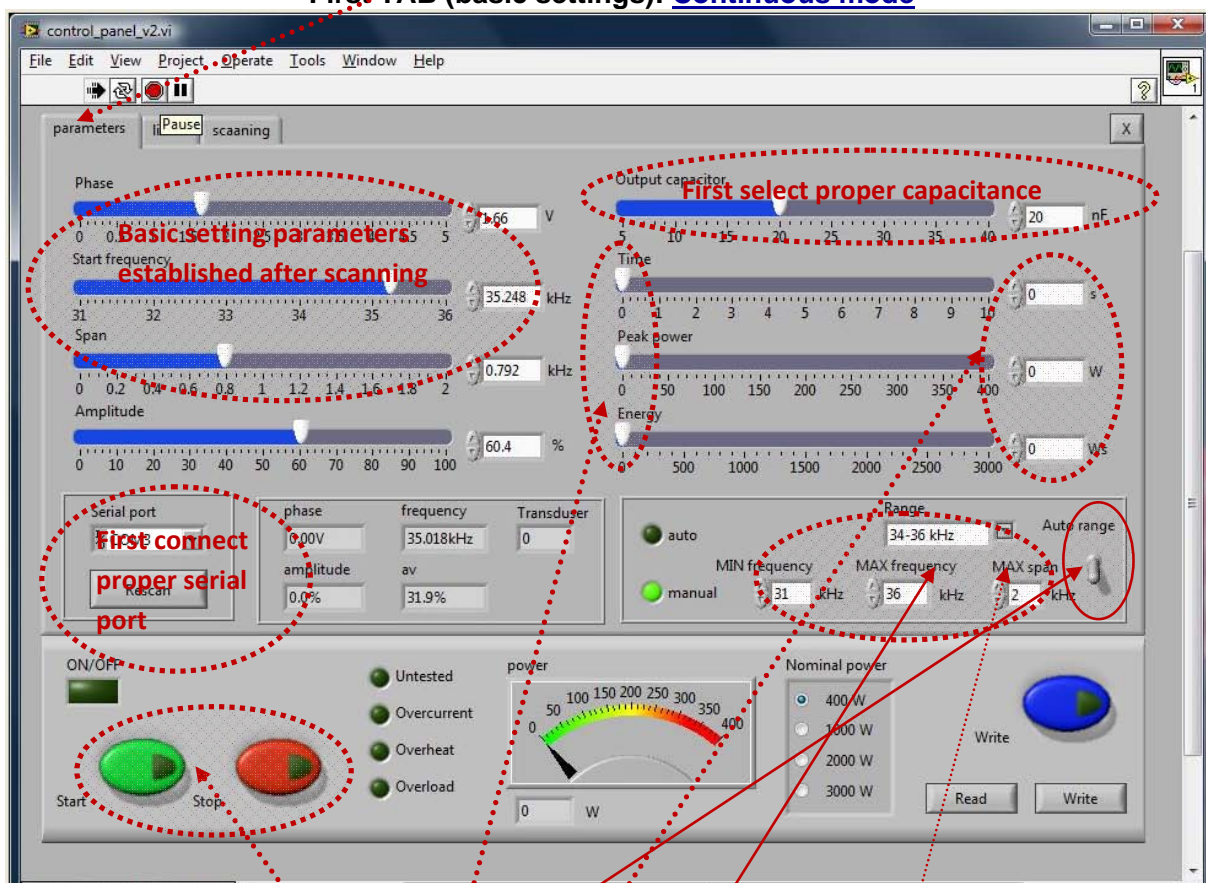 First TAB (basic settings). Continuous mode
control_panel_v2.vi
File Edit View Project Operate Tools Window Help
Pause
parameters scaaning X
Phase
1.66 V
0 5
Basic setting parameters
established after scanning
Start frequency
35.248 kHz
31 32 33 34 35 36
Span
0.792 kHz
0 0.2 0.4 0.6 0.8 1 1.2 1.4 1.6 1.8 2
Amplitude
60.4 %
0 10 20 30 40 50 60 70 80 90 100
Output capacitor
First select proper capacitance
20 nF
5 10 15 20 25 30 35 40
Time
0 s
0 1 2 3 4 5 6 7 8 9 10
Peak power
0 W
0 50 100 150 200 250 300 350 400
Energy
0 Ws
0 500 1000 1500 2000 2500 3000
Serial port
First connect
proper serial
port
Rescan
phase frequency Transduser
0.00V 35.018kHz 0
amplitude av
0.0% 31.9%
auto
manual
Range
34-36 kHz
Auto range
MIN frequency MAX frequency MAX span
31 kHz 36 kHz 2 kHz
ON/OFF
Start Stop
Untested
Overcurrent
Overheat
Overload
power
0 50 100 150 200 250 300 350 400
0 W
Nominal power
400 W
1000 W
2000 W
3000 W
Write
Read Write